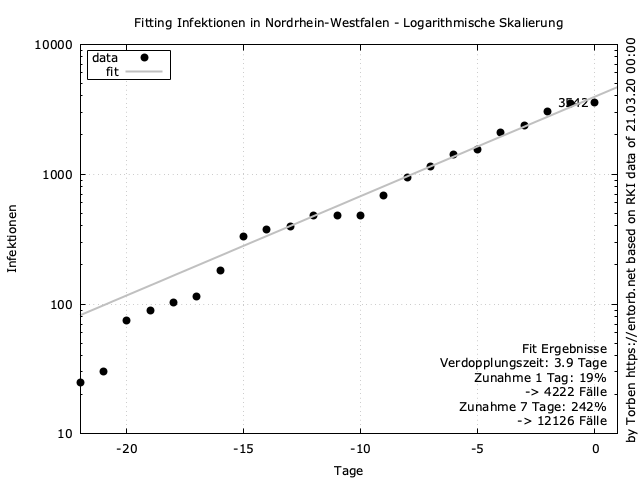 Fitting Infektionen in Nordrhein-Westfalen - Logarithmische Skalierung
data
fit
10000
1000
100
10
Infektionen
3542
Fit Ergebnisse
Verdopplungszeit: 3.9 Tage
Zunahme 1 Tag: 19%
-> 4222 Fälle
Zunahme 7 Tage: 242%
-> 12126 Fälle
-20
-15
-10
-5
0
Tage
by Torben https://entorb.net based on RKI data of 21.03.20 00:00